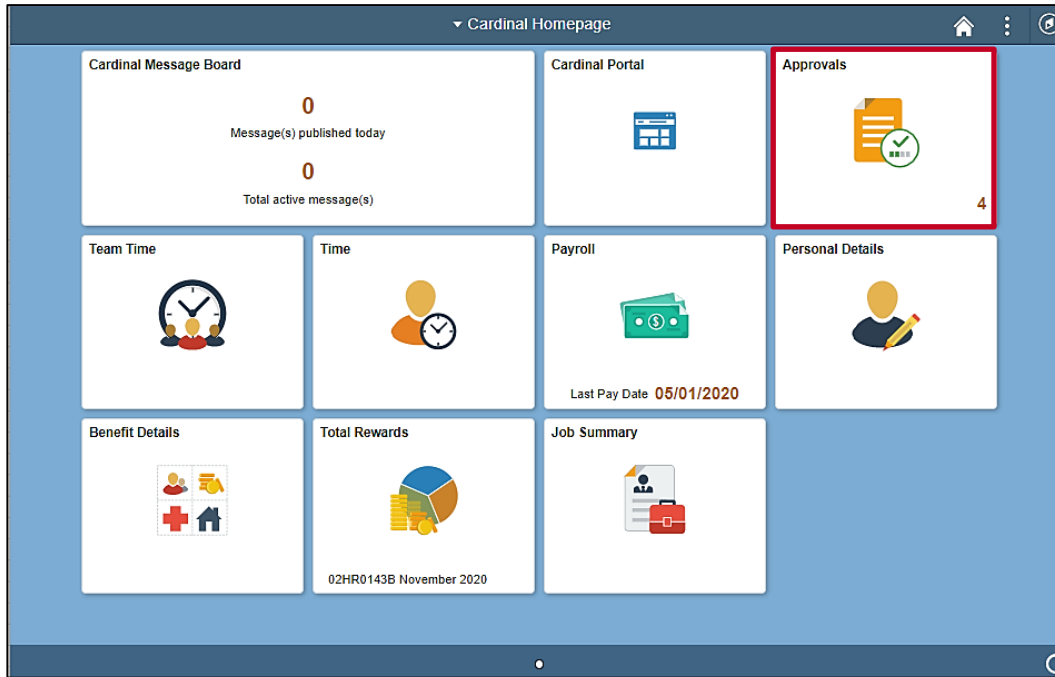 Cardinal Homepage
Cardinal Message Board
0
Message(s) published today
0
Total active message(s)
Cardinal Portal
Approvals
4
Team Time
Time
Payroll
Last Pay Date 05/01/2020
Personal Details
Benefit Details
Total Rewards
02HR0143B November 2020
Job Summary